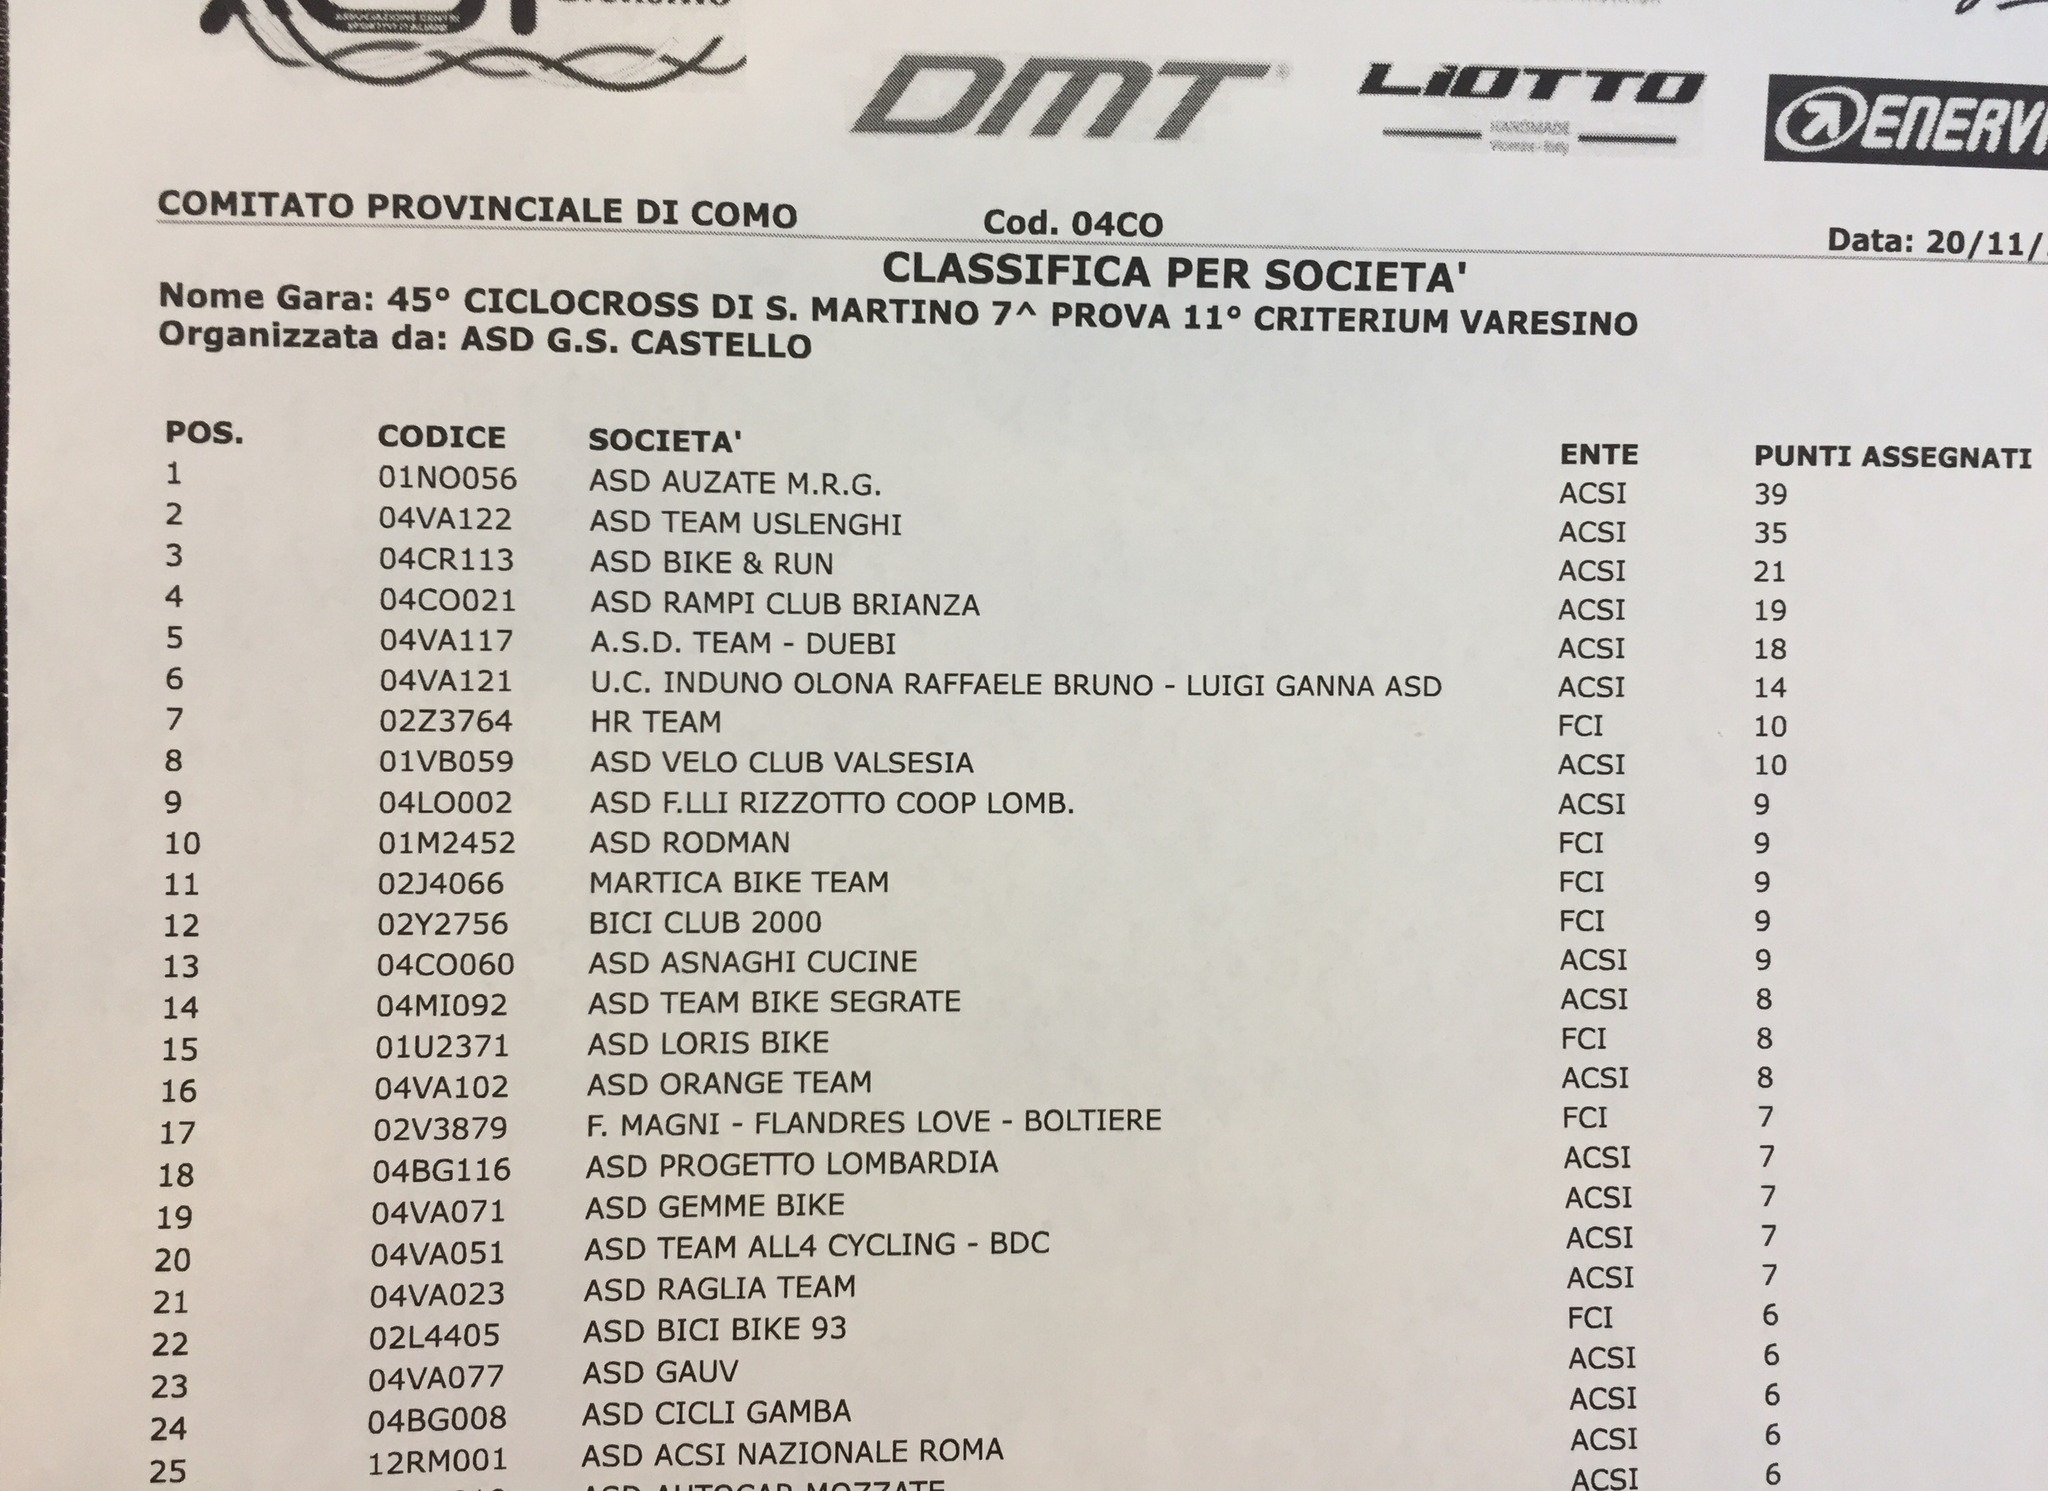 ASSOCIAZIONE CENTRI
SPORTIVI ITALIANI
DMT
LIOTTO
HANDMADE
Vicenza - Italy
COMITATO PROVINCIALE DI COMO Cod. 04CO Data: 20/11/
CLASSIFICA PER SOCIETA'
Nome Gara: 45° CICLOCROSS DI S. MARTINO 7^ PROVA 11° CRITERIUM VARESINO
Organizzata da: ASD G.S. CASTELLO
POS. CODICE SOCIETA' ENTE PUNTI ASSEGNATI
1 01NO056 ASD AUZATE M.R.G. ACSI 39
2 04VA122 ASD TEAM USLENGHI ACSI 35
3 04CR113 ASD BIKE & RUN ACSI 21
4 04CO021 ASD RAMPI CLUB BRIANZA ACSI 19
5 04VA117 A.S.D. TEAM - DUEBI ACSI 18
6 04VA121 U.C. INDUNO OLONA RAFFAELE BRUNO - LUIGI GANNA ASD ACSI 14
7 02Z3764 HR TEAM FCI 10
8 01VB059 ASD VELO CLUB VALSESIA ACSI 10
9 04LO002 ASD F.LLI RIZZOTTO COOP LOMB. ACSI 9
10 01M2452 ASD RODMAN FCI 9
11 02J4066 MARTICA BIKE TEAM FCI 9
12 02Y2756 BICI CLUB 2000 FCI 9
13 04CO060 ASD ASNAGHI CUCINE ACSI 9
14 04MI092 ASD TEAM BIKE SEGRATE ACSI 8
15 01U2371 ASD LORIS BIKE FCI 8
16 04VA102 ASD ORANGE TEAM ACSI 8
17 02V3879 F. MAGNI - FLANDRES LOVE - BOLTIERE FCI 7
18 04BG116 ASD PROGETTO LOMBARDIA ACSI 7
19 04VA071 ASD GEMME BIKE ACSI 7
20 04VA051 ASD TEAM ALL4 CYCLING - BDC ACSI 7
21 04VA023 ASD RAGLIA TEAM ACSI 7
22 02L4405 ASD BICI BIKE 93 FCI 6
23 04VA077 ASD GAUV ACSI 6
24 04BG008 ASD CICLI GAMBA ACSI 6
25 12RM001 ASD ACSI NAZIONALE ROMA ACSI 6
ASD AUTOCAR MOZZATE ACSI 6